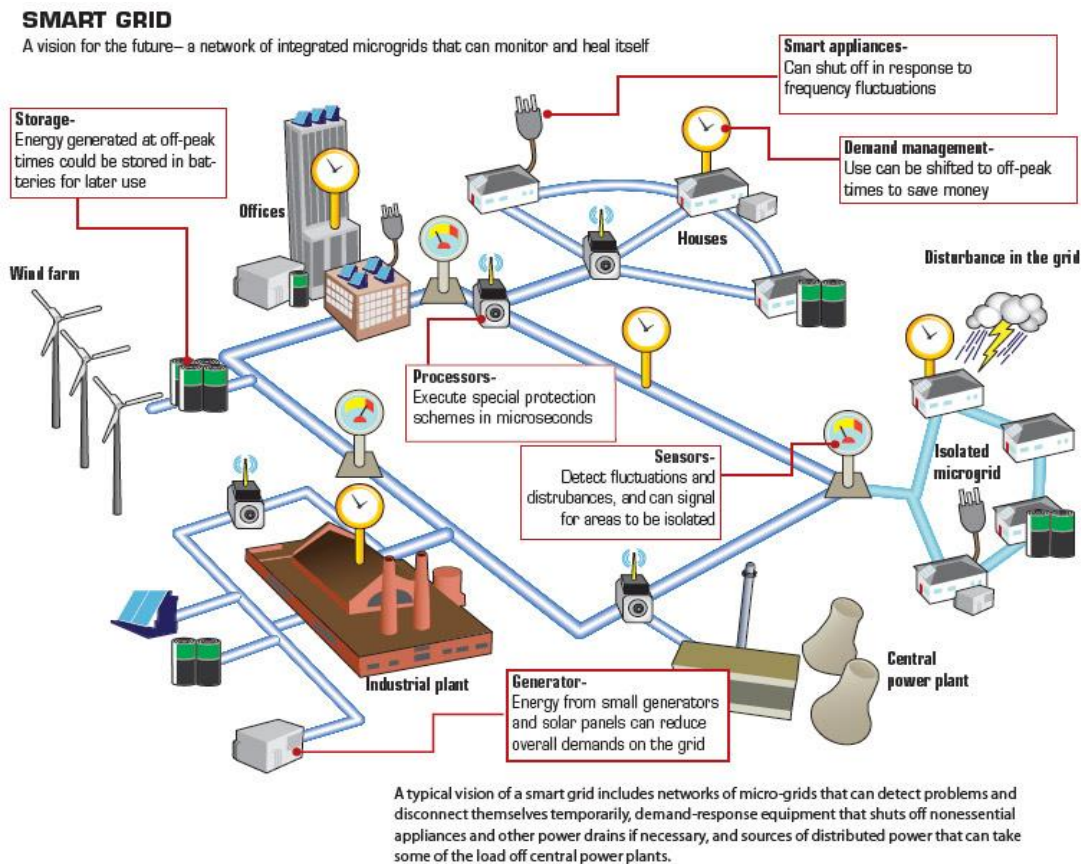 SMART GRID
A vision for the future– a network of integrated microgrids that can monitor and heal itself
Smart appliances-
Can shut off in response to
frequency fluctuations
Storage-
Energy generated at off-peak
times could be stored in bat-
teries for later use
Demand management-
Use can be shifted to off-peak
times to save money
Offices
Houses
Disturbance in the grid
Wind farm
Processors-
Execute special protection
schemes in microseconds
Sensors-
Detect fluctuations and
distrubances, and can signal
for areas to be isolated
Isolated
microgrid
Industrial plant
Generator-
Energy from small generators
and solar panels can reduce
overall demands on the grid
Central
power plant
A typical vision of a smart grid includes networks of micro-grids that can detect problems and
disconnect themselves temporarily, demand-response equipment that shuts off nonessential
appliances and other power drains if necessary, and sources of distributed power that can take
some of the load off central power plants.